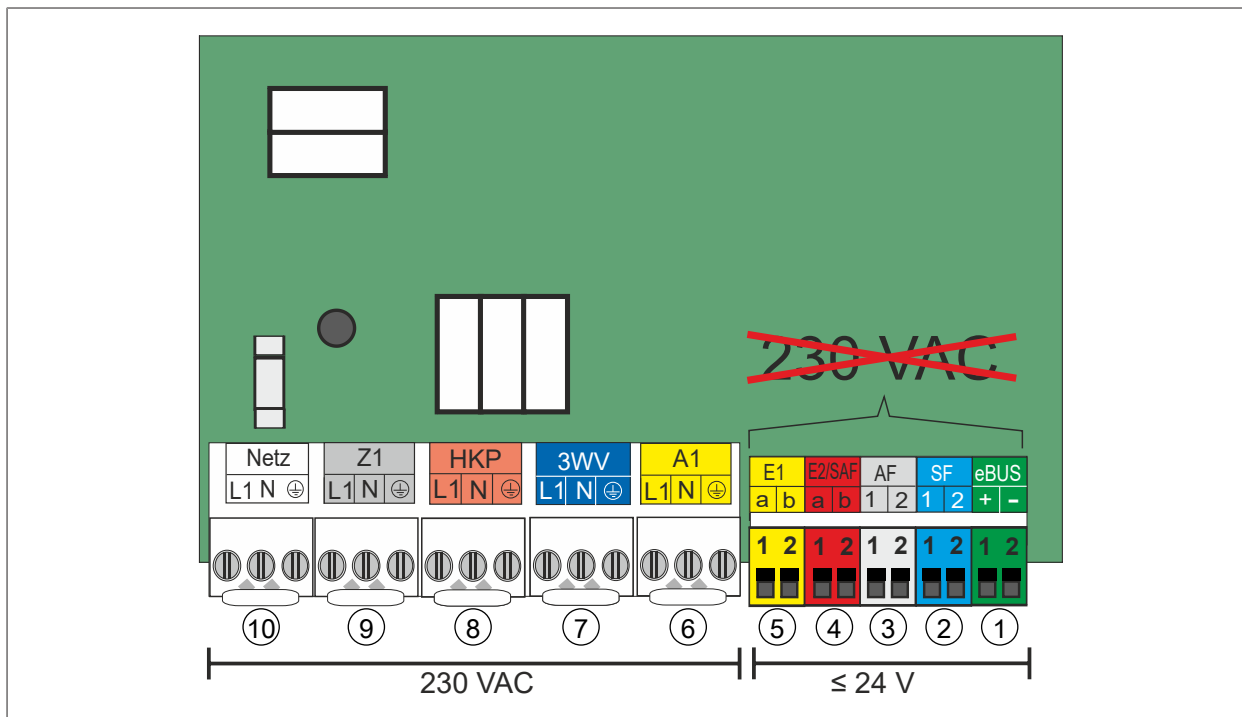 230 VAC
Netz Z1 HKP 3WV A1
L1 N L1 N L1 N L1 N L1 N
E1 E2/SAF AF SF eBUS
a b a b 1 2 1 2 + −
1 2 1 2 1 2 1 2 1 2
10 9 8 7 6 5 4 3 2 1
230 VAC ≤ 24 V